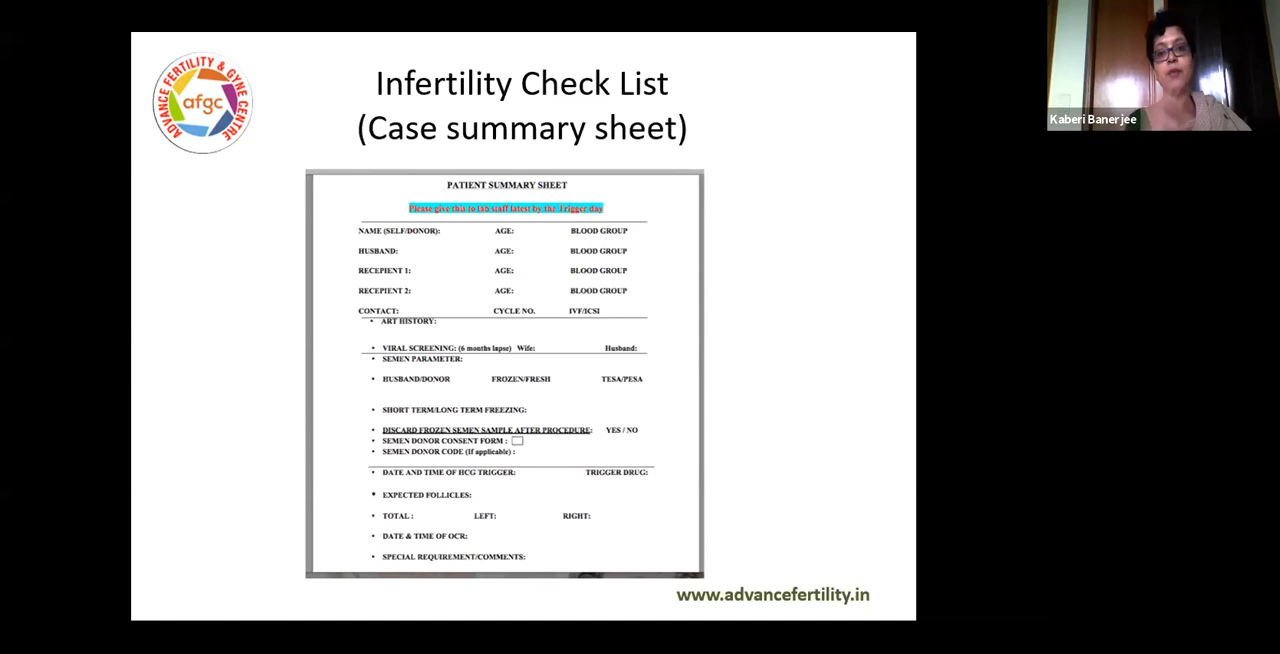 ADVANCE FERTILITY & GYNE CENTRE
afgc
Infertility Check List
(Case summary sheet)
PATIENT SUMMARY SHEET
Please give this to lab staff latest by the Trigger day
NAME (SELF/DONOR): AGE: BLOOD GROUP
HUSBAND: AGE: BLOOD GROUP
RECEPIENT 1: AGE: BLOOD GROUP
RECEPIENT 2: AGE: BLOOD GROUP
CONTACT: CYCLE NO. IVF/ICSI
• ART HISTORY:
• VIRAL SCREENING: (6 months lapse) Wife: Husband:
• SEMEN PARAMETER:
• HUSBAND/DONOR FROZEN/FRESH TESA/PESA
• SHORT TERM/LONG TERM FREEZING:
• DISCARD FROZEN SEMEN SAMPLE AFTER PROCEDURE: YES / NO
• SEMEN DONOR CONSENT FORM :
• SEMEN DONOR CODE (If applicable) :
• DATE AND TIME OF HCG TRIGGER: TRIGGER DRUG:
• EXPECTED FOLLICLES:
• TOTAL : LEFT: RIGHT:
• DATE & TIME OF OCR:
• SPECIAL REQUIREMENT/COMMENTS:
www.advancefertility.in
Kaberi Banerjee